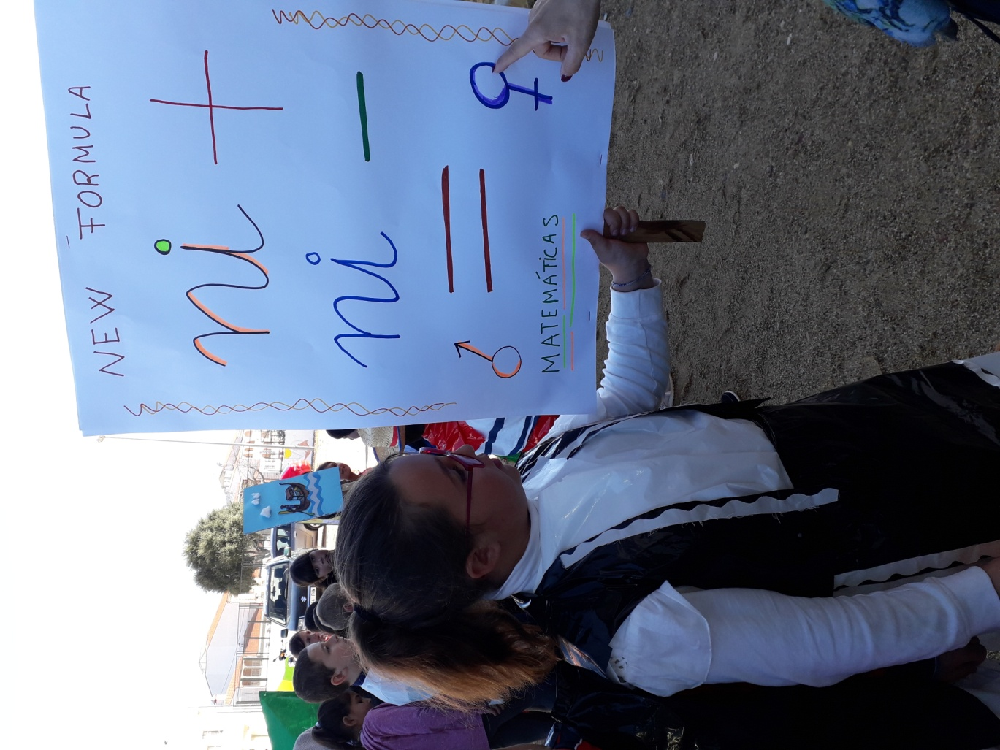 NEW FORMULA
ni +
ni -
♂ = ♀
MATEMÁTICAS